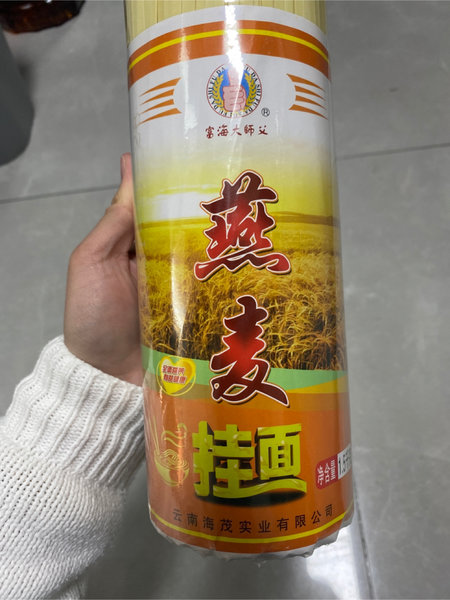 富海大师父
®
燕麦
挂面
净含量
云南海茂实业有限公司